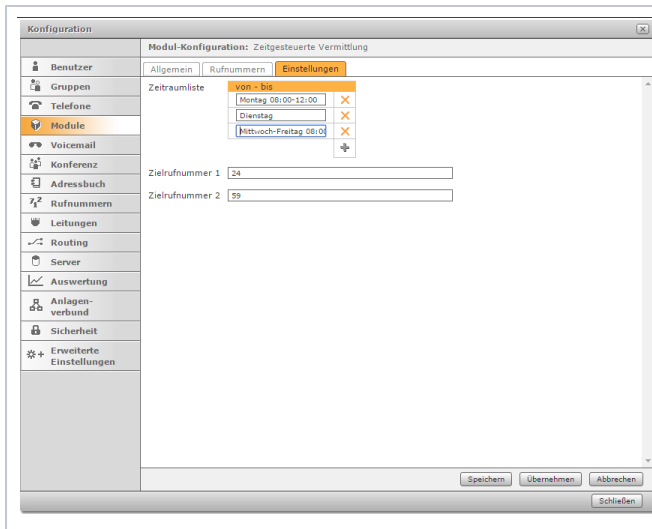 Konfiguration
Modul-Konfiguration: Zeitgesteuerte Vermittlung
Benutzer
Gruppen
Telefone
Module
Voicemail
Konferenz
Adressbuch
Rufnummern
Leitungen
Routing
Server
Auswertung
Anlagen-
verbund
Sicherheit
Erweiterte
Einstellungen
Allgemein Rufnummern Einstellungen
Zeitraumliste von - bis
Montag 08:00-12:00
Dienstag
Mittwoch-Freitag 08:00
Zielrufnummer 1 24
Zielrufnummer 2 59
Speichern Übernehmen Abbrechen
Schließen